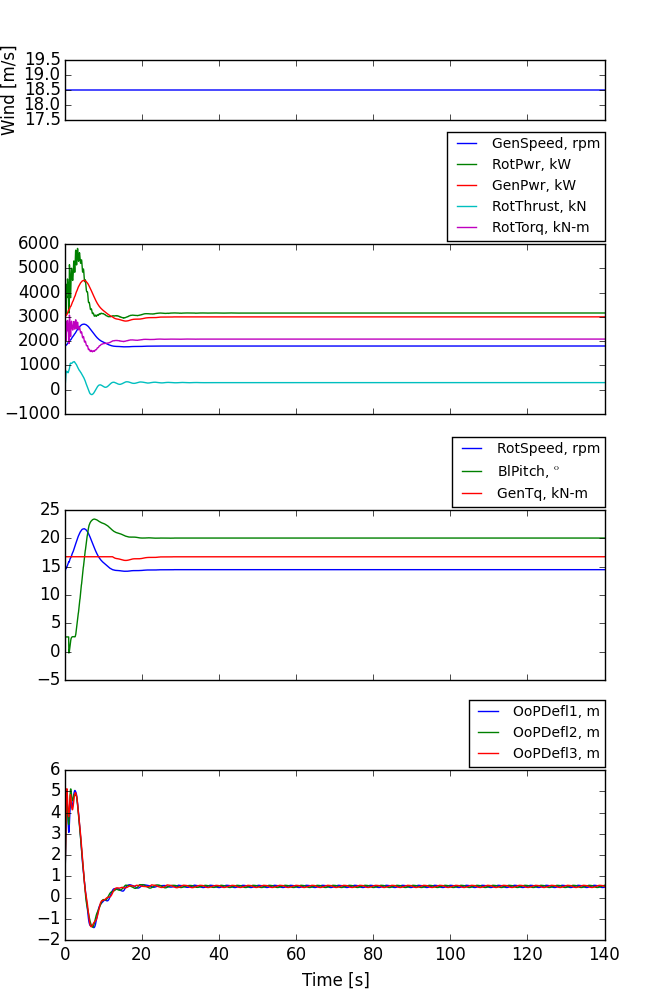 Wind [m/s]
19.5
19.0
18.5
18.0
17.5
GenSpeed, rpm
RotPwr, kW
GenPwr, kW
RotThrust, kN
RotTorq, kN-m
6000
5000
4000
3000
2000
1000
0
−1000
RotSpeed, rpm
BlPitch, °
GenTq, kN-m
25
20
15
10
5
0
−5
OoPDefl1, m
OoPDefl2, m
OoPDefl3, m
6
5
4
3
2
1
0
−1
−2
0 20 40 60 80 100 120 140
Time [s]